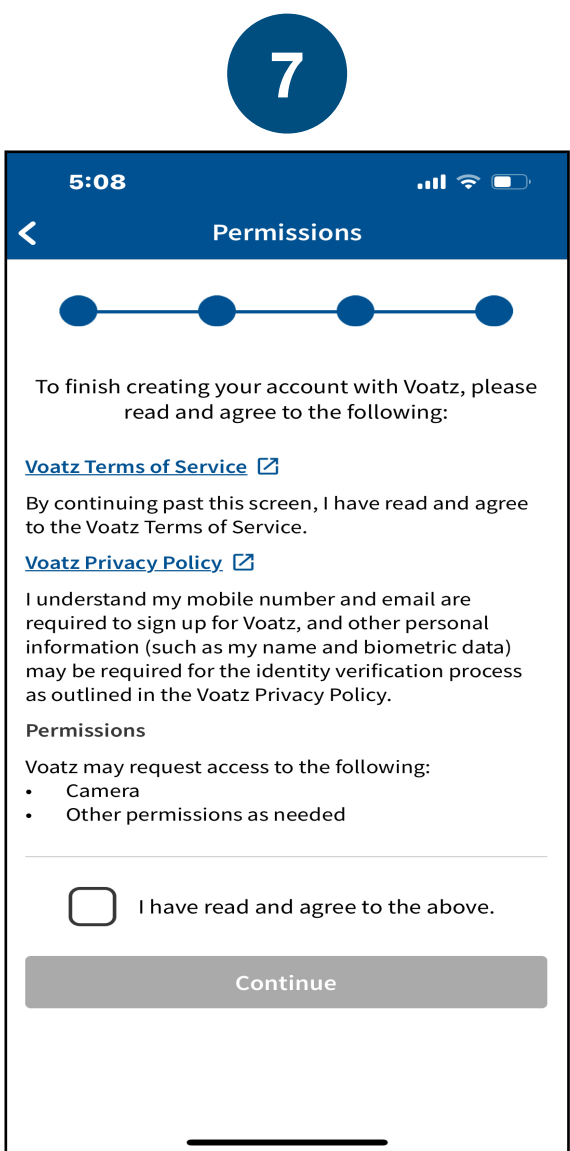 7
5:08
Permissions
To finish creating your account with Voatz, please
read and agree to the following:
Voatz Terms of Service
By continuing past this screen, I have read and agree
to the Voatz Terms of Service.
Voatz Privacy Policy
I understand my mobile number and email are
required to sign up for Voatz, and other personal
information (such as my name and biometric data)
may be required for the identity verification process
as outlined in the Voatz Privacy Policy.
Permissions
Voatz may request access to the following:
• Camera
• Other permissions as needed
I have read and agree to the above.
Continue